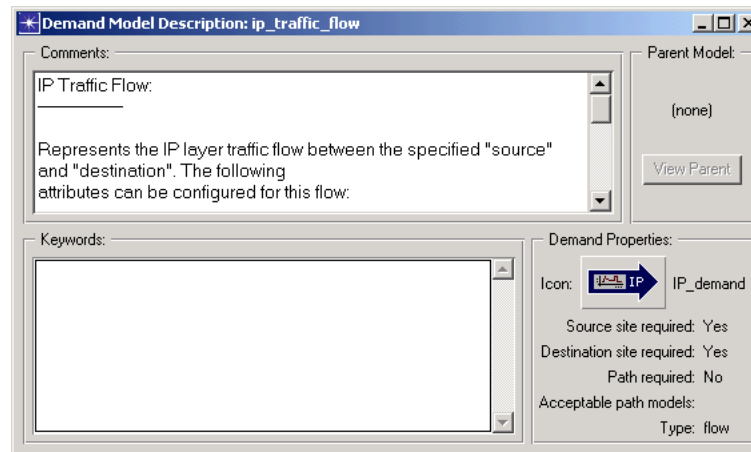 Demand Model Description: ip_traffic_flow
Comments:
IP Traffic Flow:
Represents the IP layer traffic flow between the specified "source"
and "destination". The following
attributes can be configured for this flow:
Parent Model:
(none)
View Parent
Keywords:
Demand Properties:
Icon: IP IP_demand
Source site required: Yes
Destination site required: Yes
Path required: No
Acceptable path models:
Type: flow